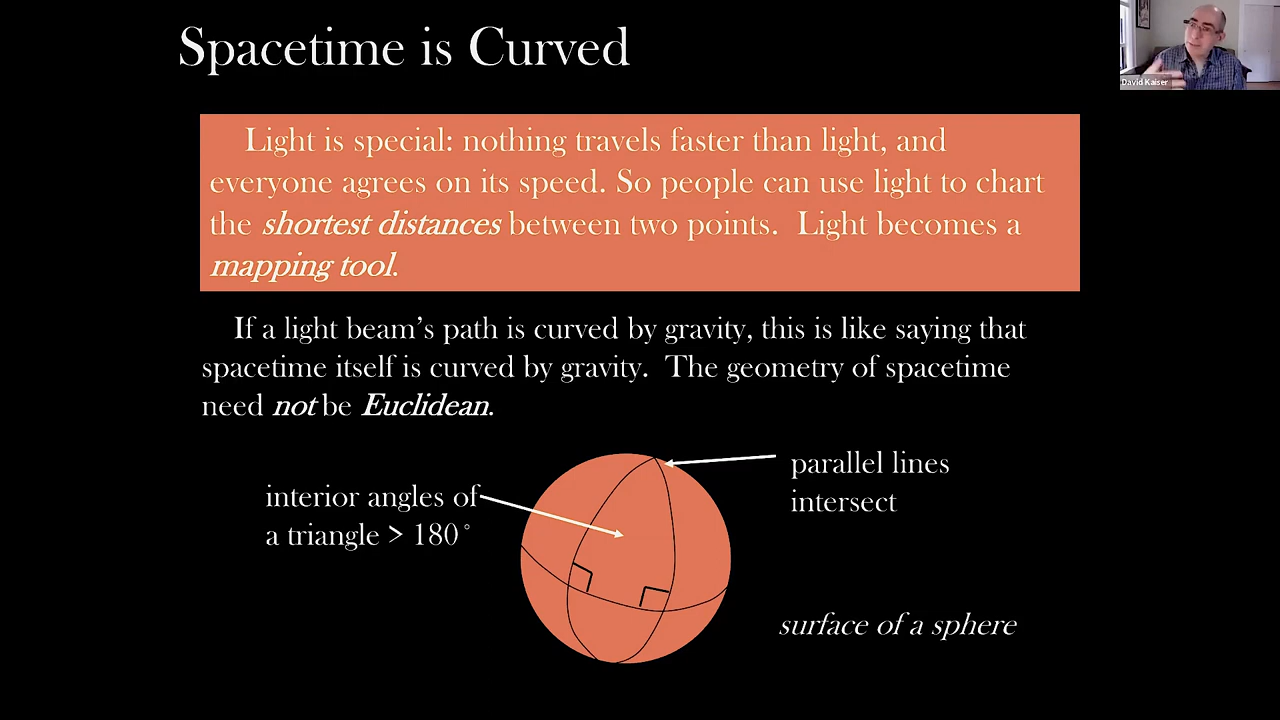 Spacetime is Curved
David Kaiser
Light is special: nothing travels faster than light, and
everyone agrees on its speed. So people can use light to chart
the shortest distances between two points. Light becomes a
mapping tool.
If a light beam’s path is curved by gravity, this is like saying that
spacetime itself is curved by gravity. The geometry of spacetime
need not be Euclidean.
interior angles of
a triangle > 180°
parallel lines
intersect
surface of a sphere